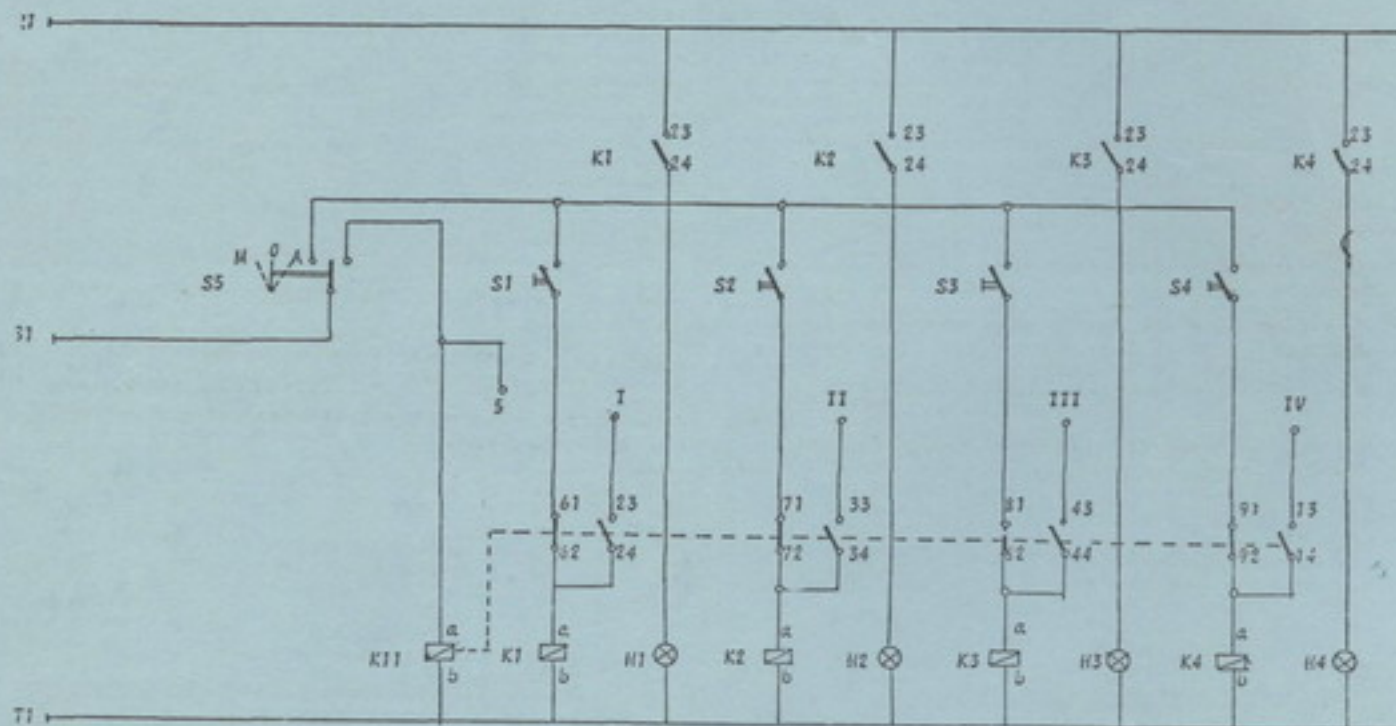 23 23 23 23
K1 24 K2 24 K3 24 K4 24
M 0 A
S5 S1 S2 S3 S4
S I II III IV
61 23 71 33 81 43 91 13
62 24 72 34 82 44 92 14
a a a a a
K11 K1 H1 K2 H2 K3 H3 K4 H4
b b b b b
T1